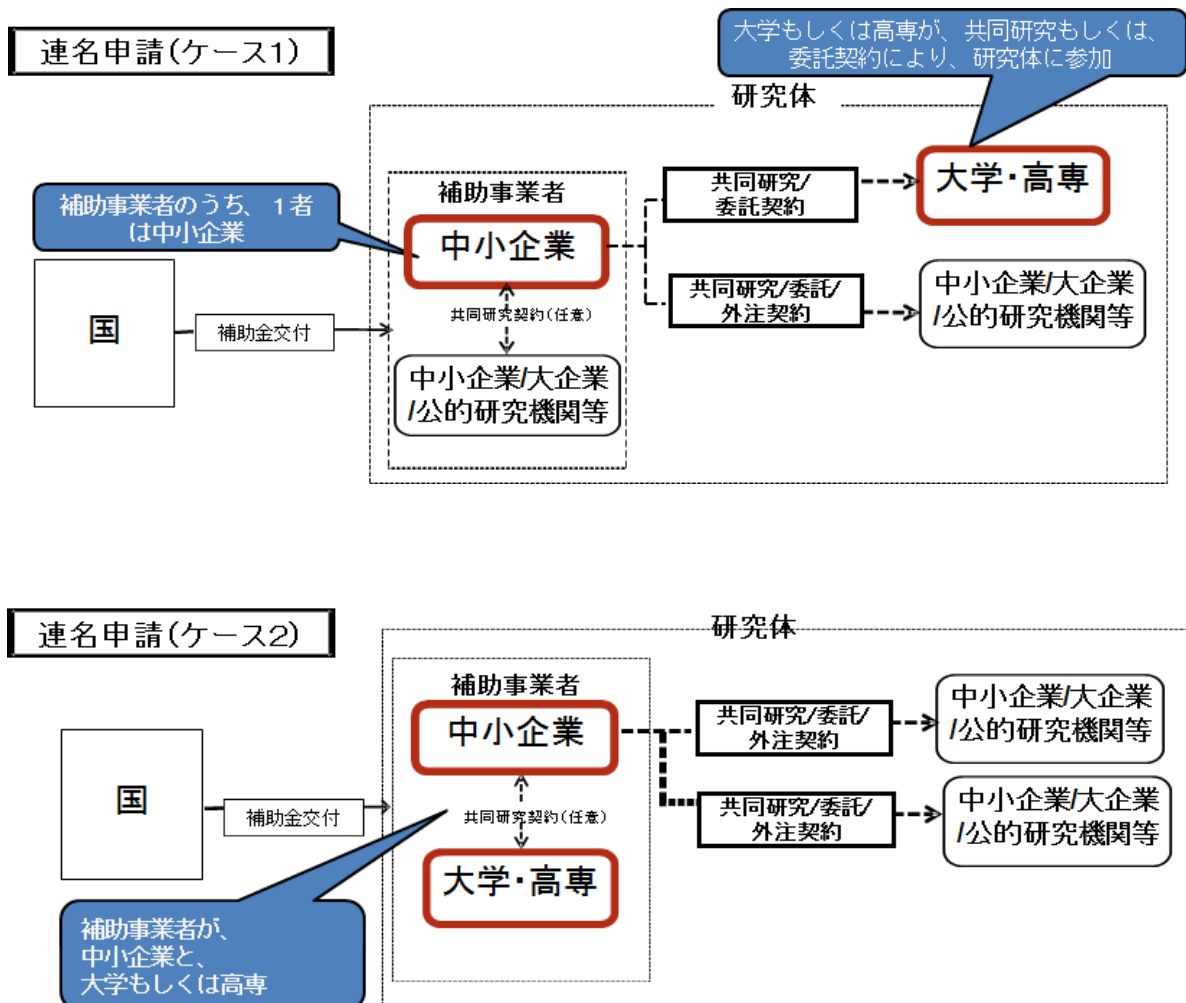 連名申請(ケース1)
大学もしくは高専が、共同研究もしくは、
委託契約により、研究体に参加
研究体
補助事業者のうち、1者
は中小企業
国
補助金交付
補助事業者
中小企業
共同研究契約(任意)
中小企業/大企業
/公的研究機関等
共同研究/
委託契約
大学・高専
共同研究/委託/
外注契約
中小企業/大企業
/公的研究機関等
連名申請(ケース2)
研究体
国
補助金交付
補助事業者
中小企業
共同研究契約(任意)
大学・高専
共同研究/委託/
外注契約
中小企業/大企業
/公的研究機関等
共同研究/委託/
外注契約
中小企業/大企業
/公的研究機関等
補助事業者が、
中小企業と、
大学もしくは高専